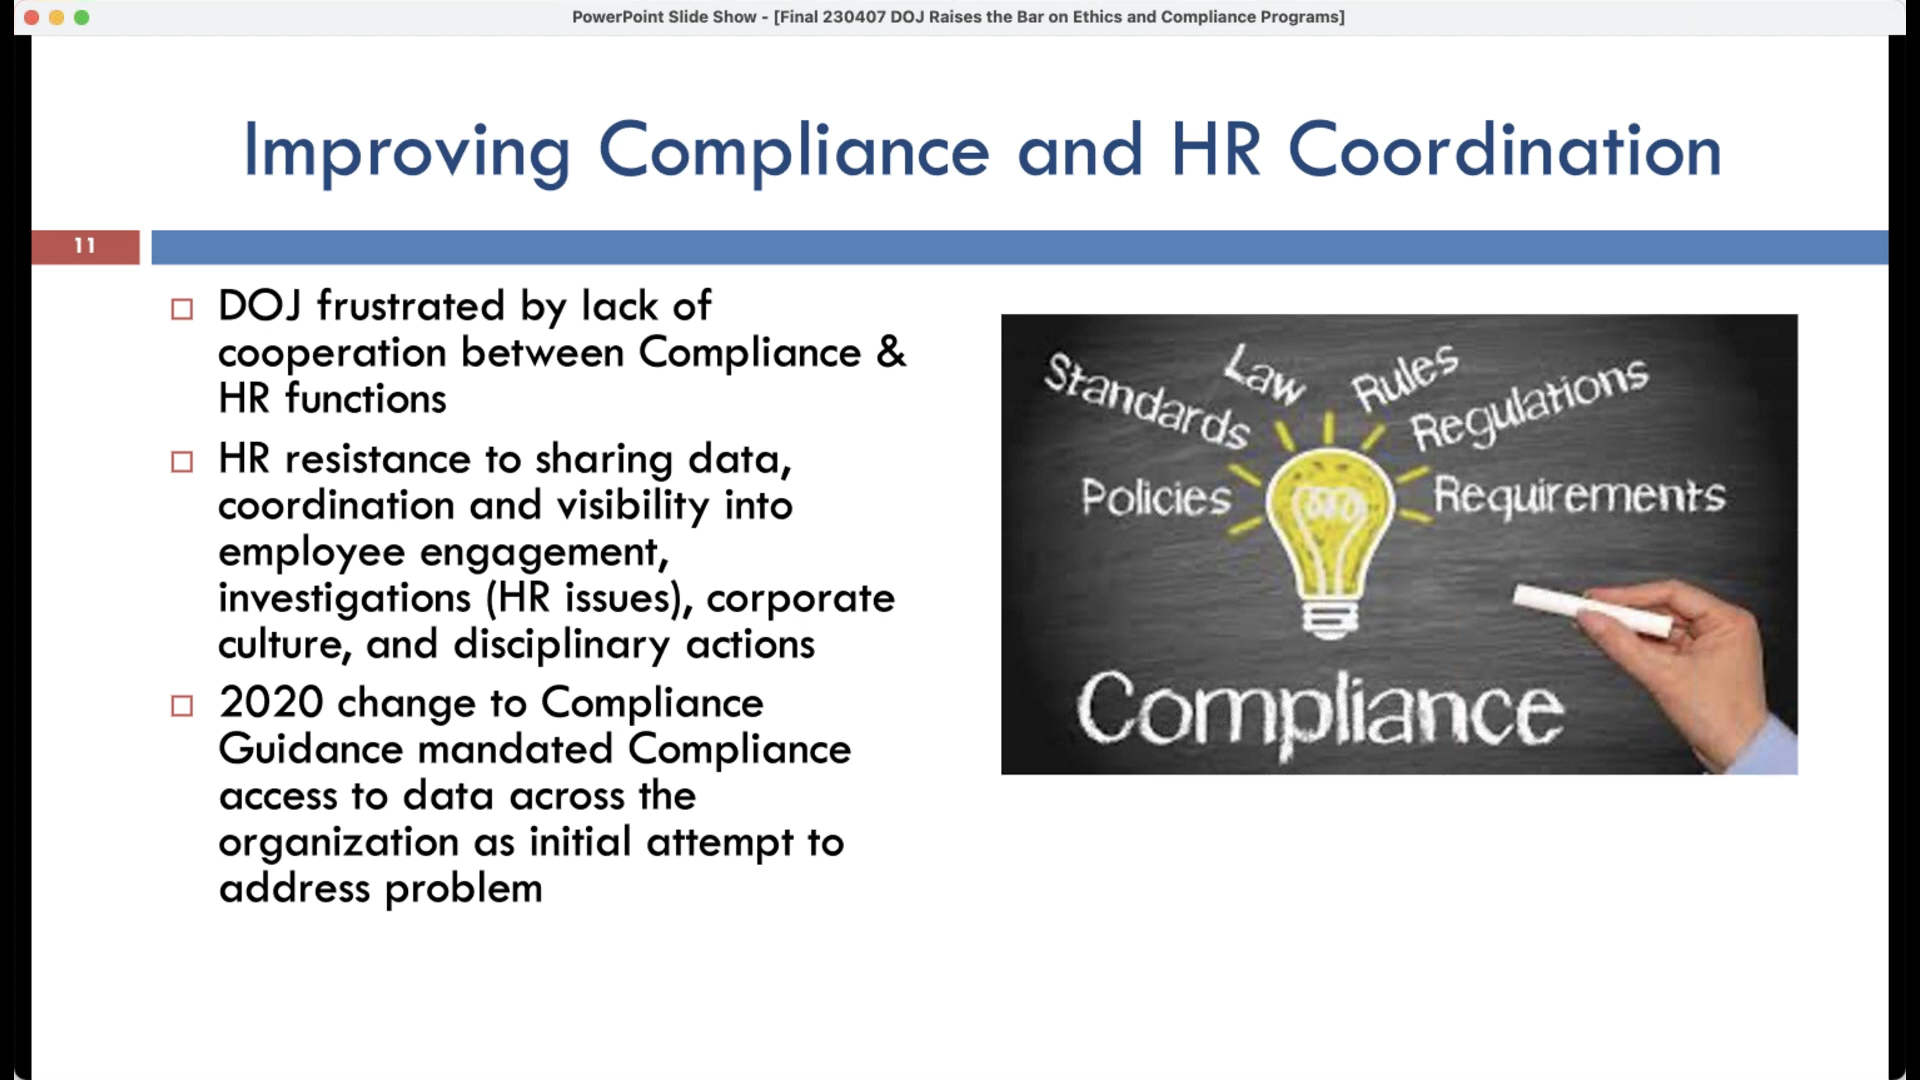 PowerPoint Slide Show - [Final 230407 DOJ Raises the Bar on Ethics and Compliance Programs]
Improving Compliance and HR Coordination
11
DOJ frustrated by lack of
cooperation between Compliance &
HR functions
HR resistance to sharing data,
coordination and visibility into
employee engagement,
investigations (HR issues), corporate
culture, and disciplinary actions
2020 change to Compliance
Guidance mandated Compliance
access to data across the
organization as initial attempt to
address problem
Standards
Law
Rules
Regulations
Policies
Requirements
Compliance